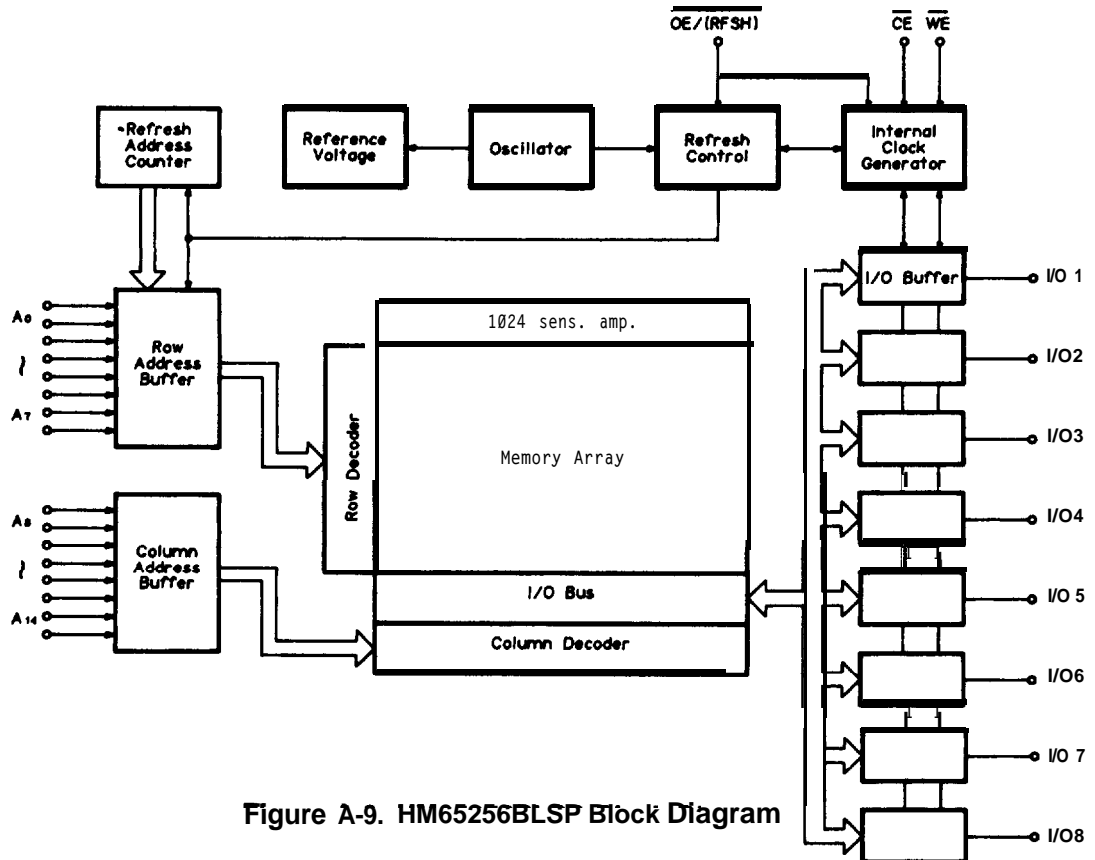 OE/(RFSH)
CE WE
Refresh
Address
Counter
Reference
Voltage
Oscillator
Refresh
Control
Internal
Clock
Generator
I/O Buffer
I/O 1
A0
≀
A7
Row
Address
Buffer
1024 sens. amp.
I/O2
Row Decoder
Memory Array
I/O3
A8
≀
A14
Column
Address
Buffer
I/O4
I/O Bus
I/O 5
Column Decoder
I/O6
I/O 7
Figure A-9. HM65256BLSP Block Diagram
I/O8